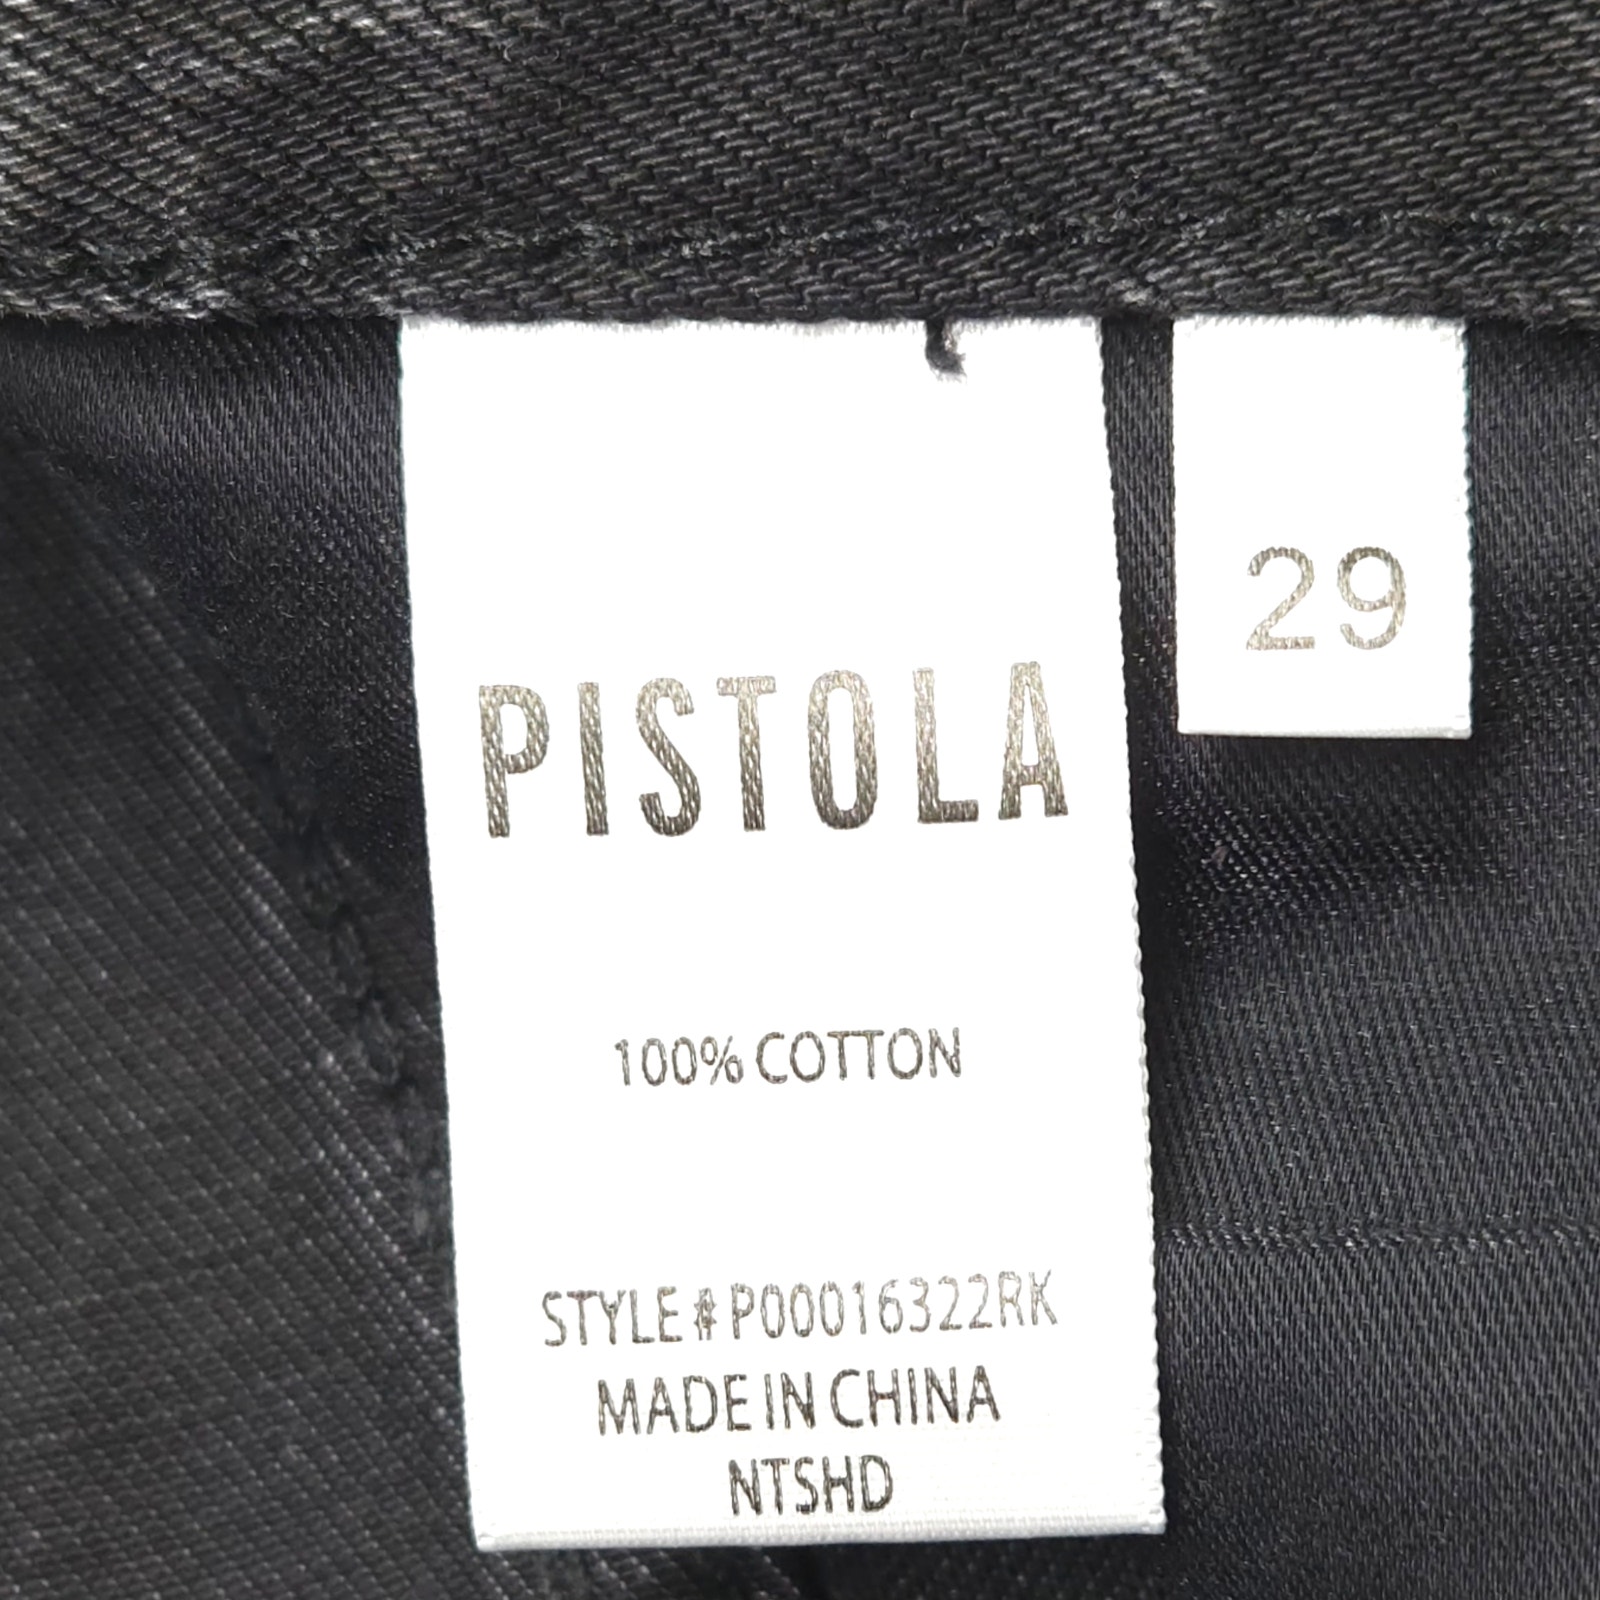 PISTOLA
29
100% COTTON
STYLE#P00016322RK
MADE IN CHINA
NTSHD